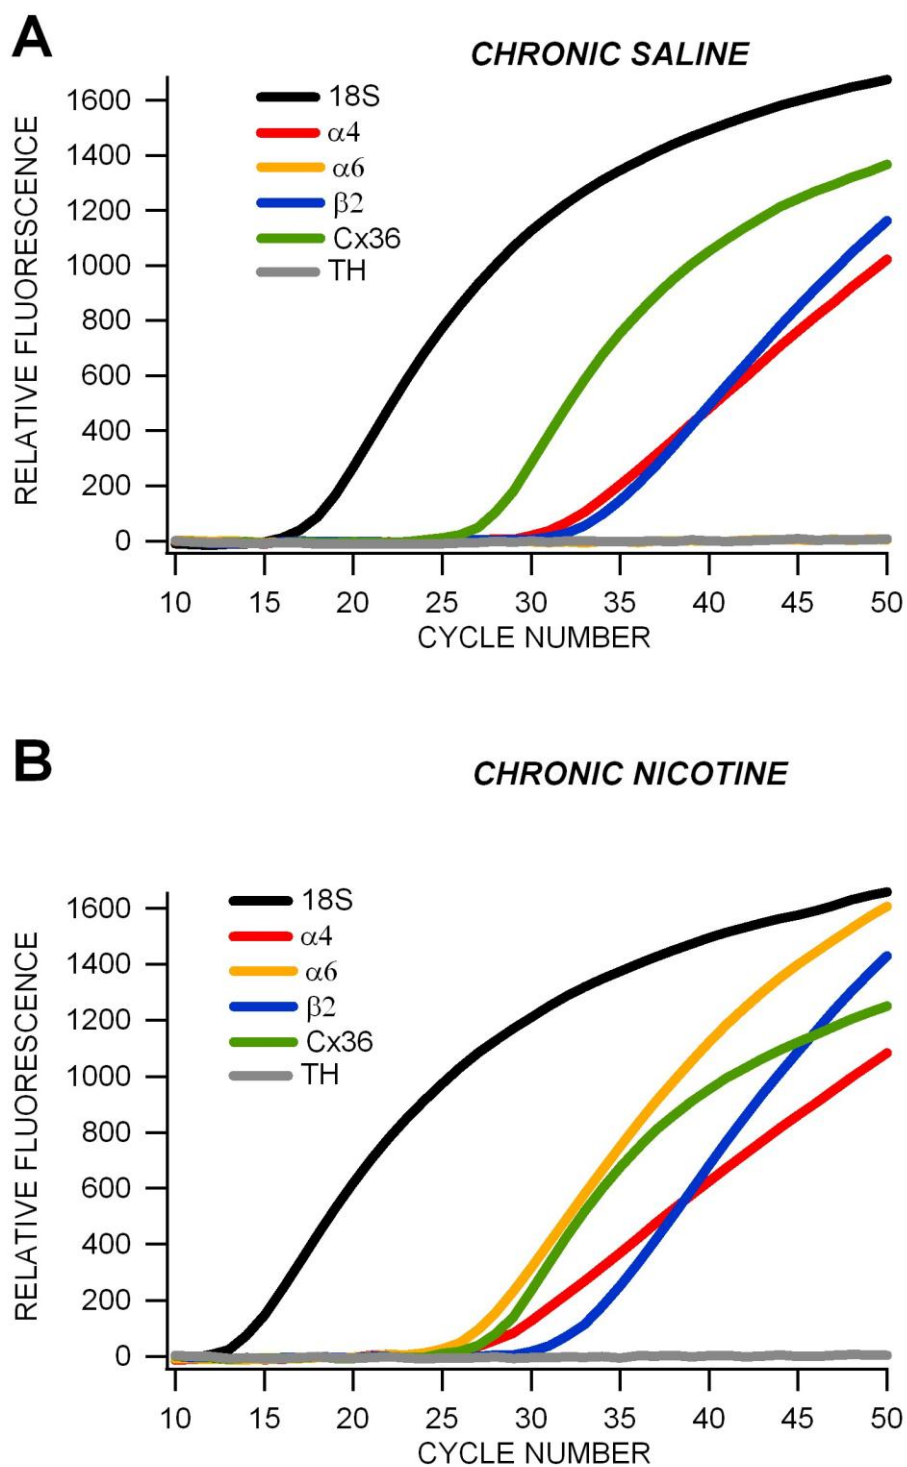 A
CHRONIC SALINE
RELATIVE FLUORESCENCE
1600
1400
1200
1000
800
600
400
200
0
18S
α4
α6
β2
Cx36
TH
10 15 20 25 30 35 40 45 50
CYCLE NUMBER
B
CHRONIC NICOTINE
RELATIVE FLUORESCENCE
1600
1400
1200
1000
800
600
400
200
0
18S
α4
α6
β2
Cx36
TH
10 15 20 25 30 35 40 45 50
CYCLE NUMBER